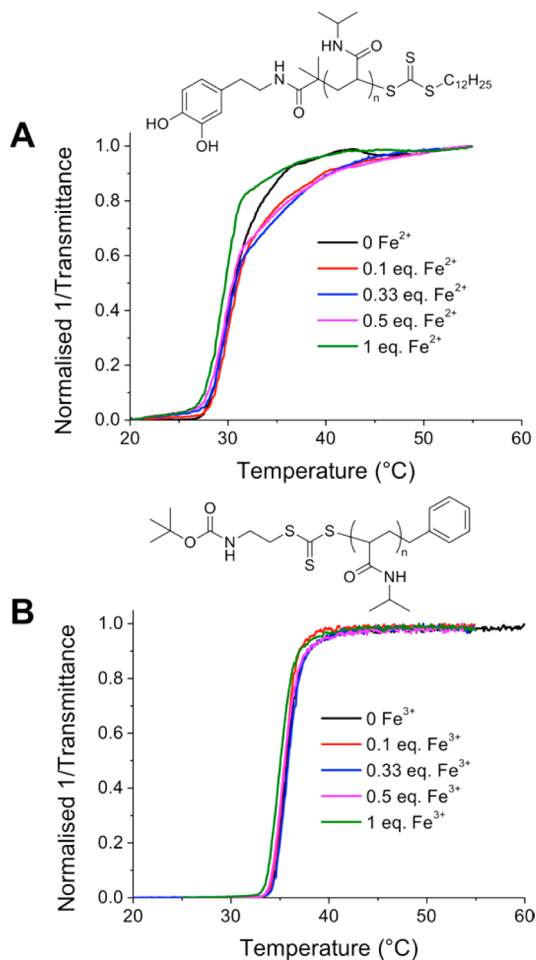 HN
O
H
N
O
HO
OH
n
S
S
S
C12H25
A
Normalised 1/Transmittance
1.0
0.8
0.6
0.4
0.2
0.0
0 Fe2+
0.1 eq. Fe2+
0.33 eq. Fe2+
0.5 eq. Fe2+
1 eq. Fe2+
20 30 40 50 60
Temperature (°C)
O
O
N
H
S
S
S
n
O
NH
B
Normalised 1/Transmittance
1.0
0.8
0.6
0.4
0.2
0.0
0 Fe3+
0.1 eq. Fe3+
0.33 eq. Fe3+
0.5 eq. Fe3+
1 eq. Fe3+
20 30 40 50 60
Temperature (°C)